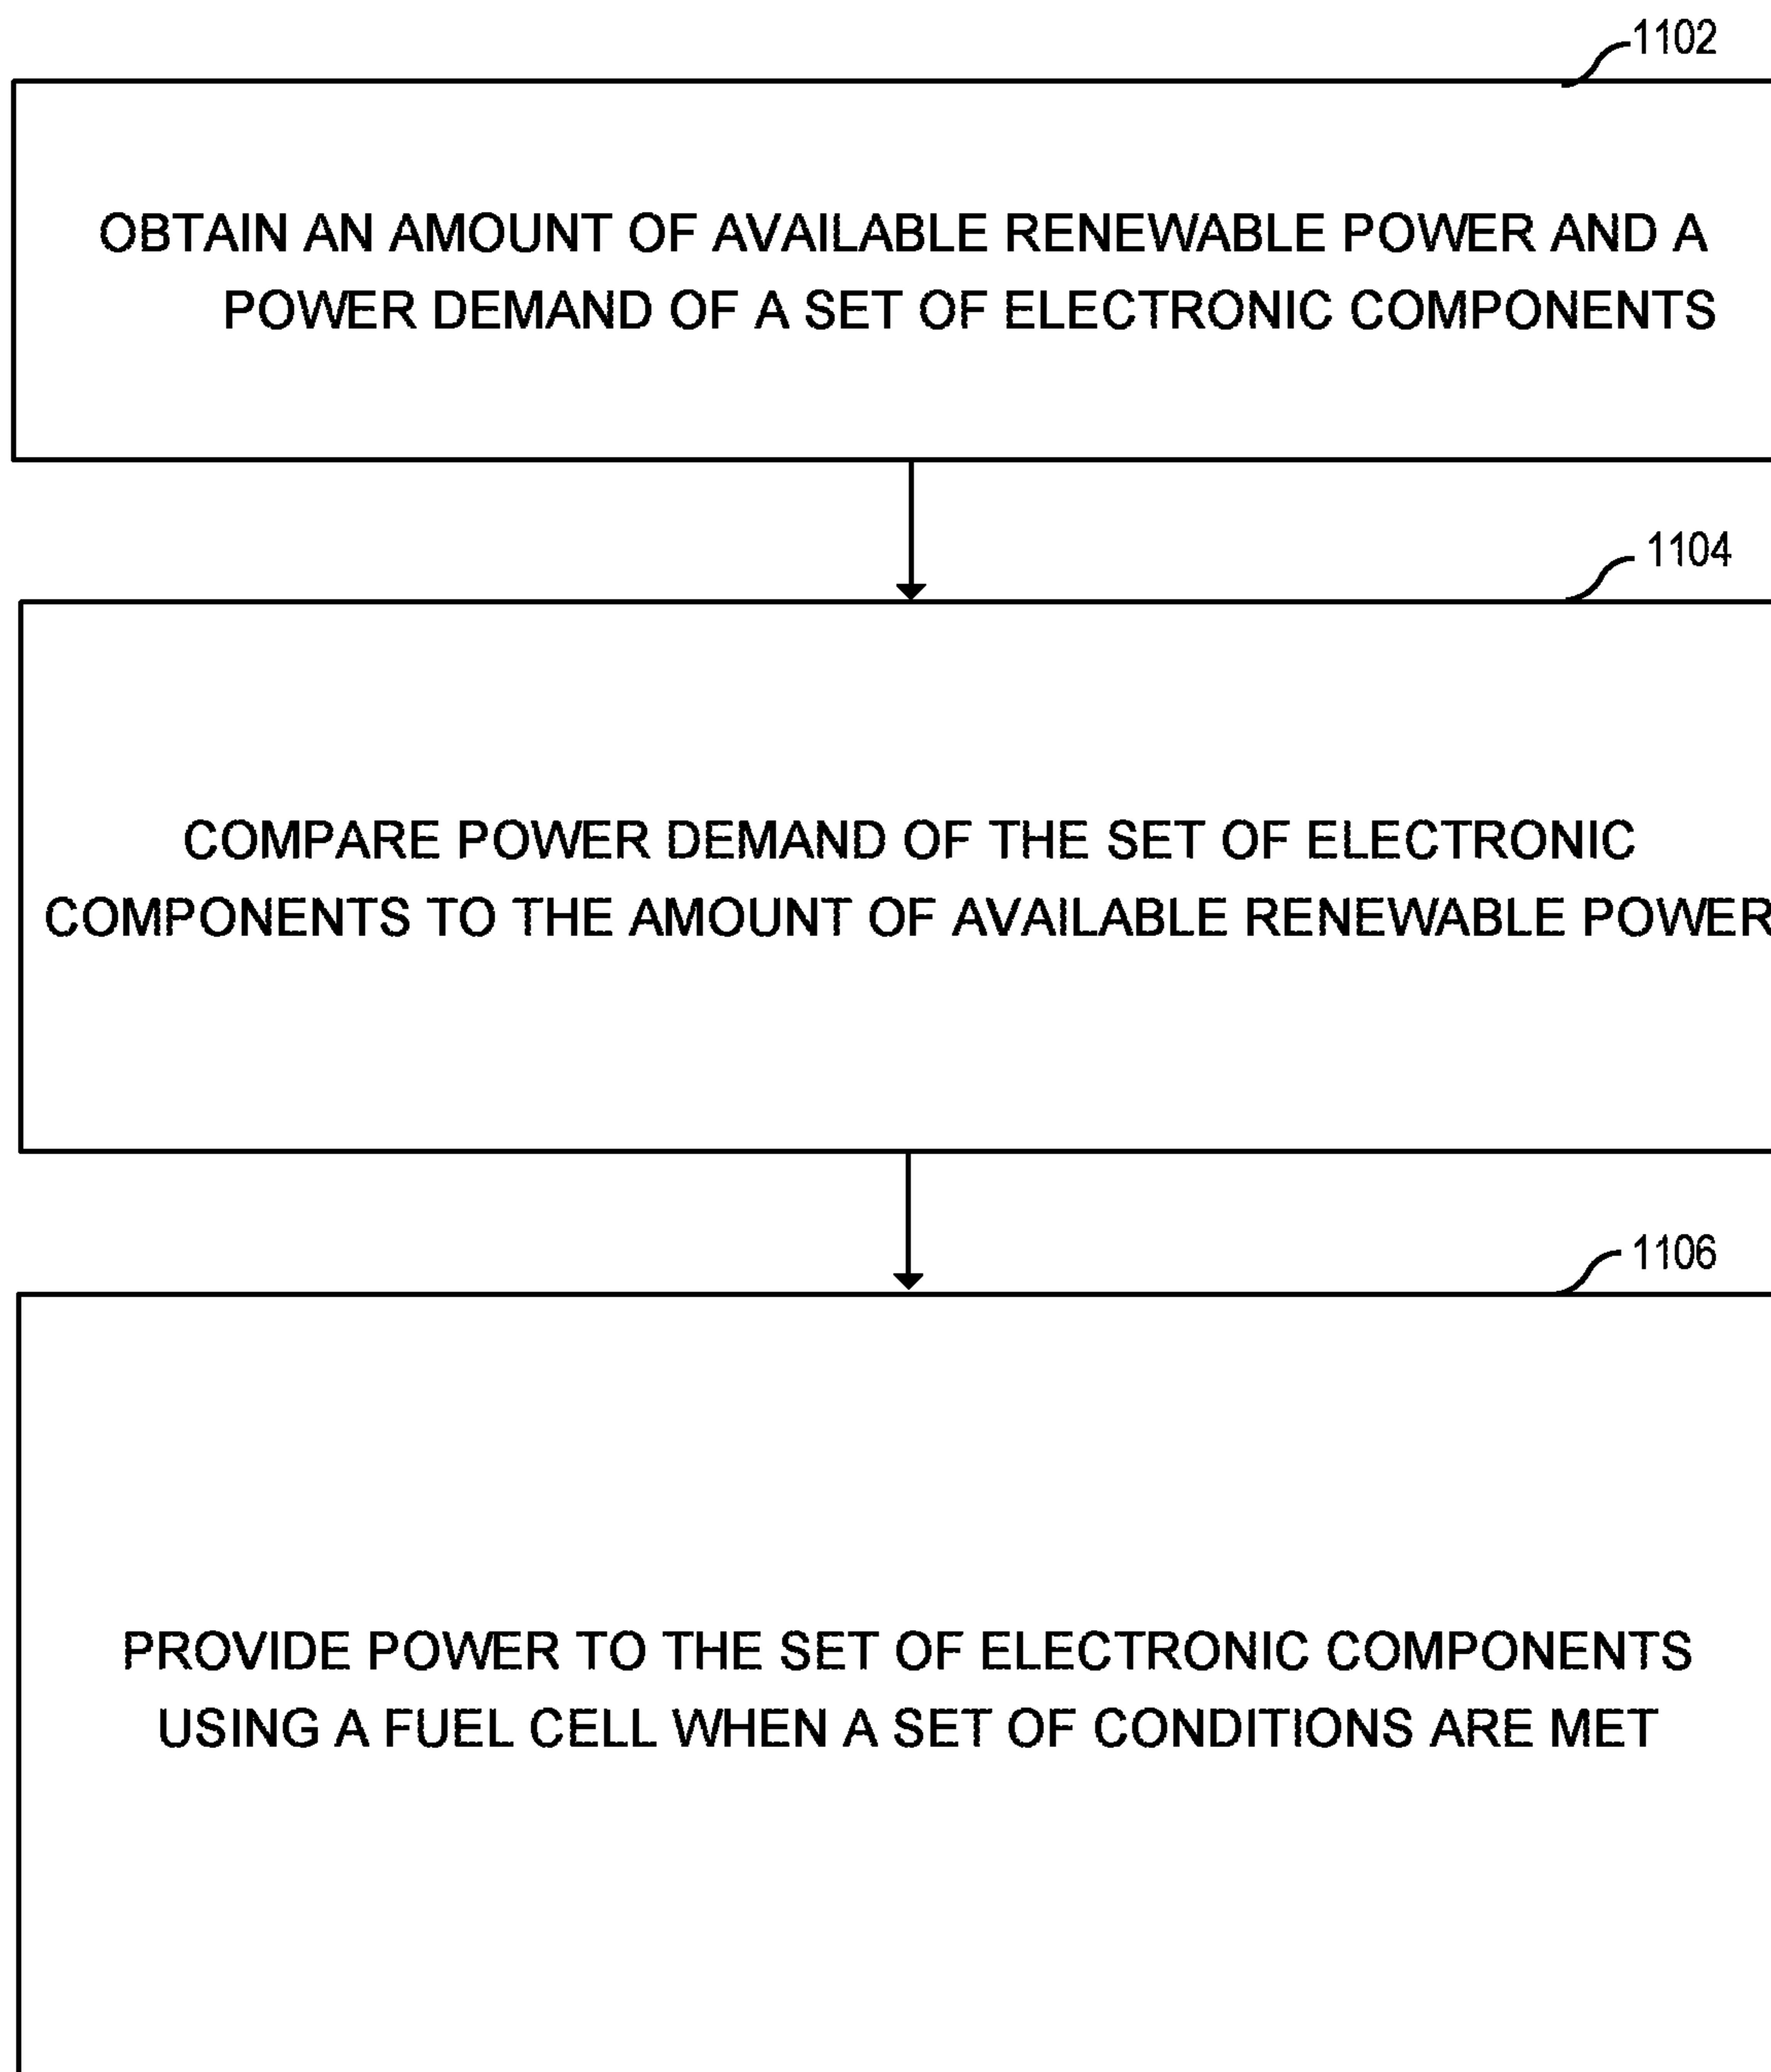 1102
OBTAIN AN AMOUNT OF AVAILABLE RENEWABLE POWER AND A
POWER DEMAND OF A SET OF ELECTRONIC COMPONENTS
1104
COMPARE POWER DEMAND OF THE SET OF ELECTRONIC
COMPONENTS TO THE AMOUNT OF AVAILABLE RENEWABLE POWER
1106
PROVIDE POWER TO THE SET OF ELECTRONIC COMPONENTS
USING A FUEL CELL WHEN A SET OF CONDITIONS ARE MET